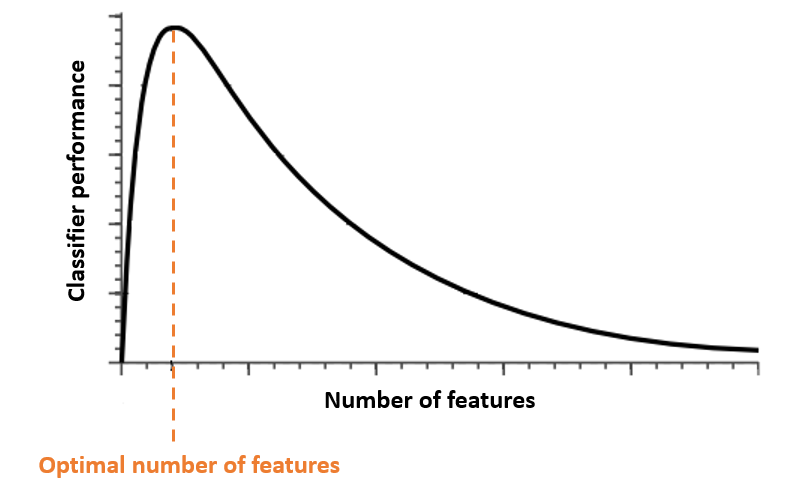 Classifier performance
Number of features
Optimal number of features